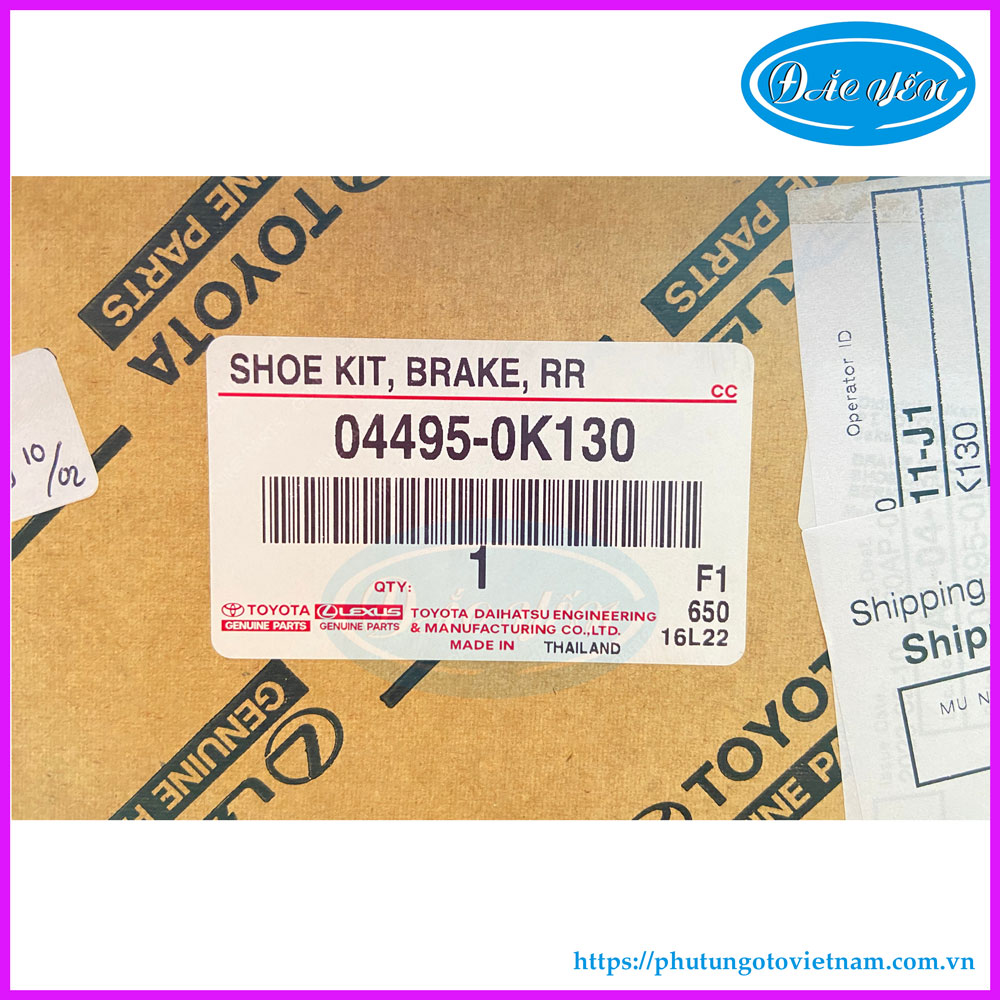 ĐẮC YẾN
TOYOTA
GENUINE PARTS
SHOE KIT, BRAKE, RR
CC
04495-0K130
1
QTY:
F1
650
16L22
TOYOTA
GENUINE PARTS
LEXUS
GENUINE PARTS
TOYOTA DAIHATSU ENGINEERING
& MANUFACTURING CO.,LTD.
MADE IN THAILAND
10/02
Operator ID
11-J1
K130
Shipping
Ship
MU N
GENUINE
TOYOTA
https://phutungotovietnam.com.vn